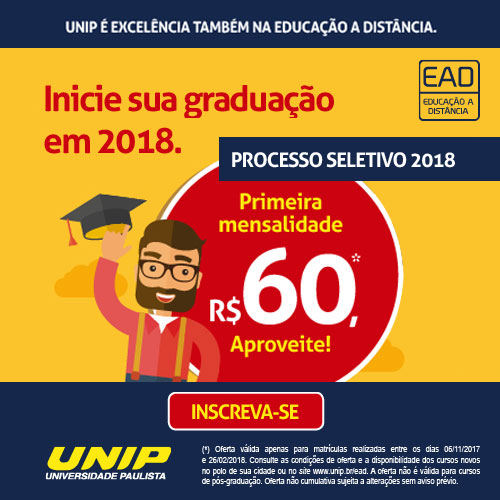 UNIP É EXCELÊNCIA TAMBÉM NA EDUCAÇÃO A DISTÂNCIA.
EAD
EDUCAÇÃO A
DISTÂNCIA
Inicie sua graduação
em 2018.
PROCESSO SELETIVO 2018
Primeira
mensalidade
R$60,*
Aproveite!
INSCREVA-SE
UNIP
UNIVERSIDADE PAULISTA
(*) Oferta válida apenas para matrículas realizadas entre os dias 06/11/2017
e 26/02/2018. Consulte as condições de oferta e a disponibilidade dos cursos novos
no polo de sua cidade ou no site www.unip.br/ead. A oferta não é válida para cursos
de pós-graduação. Oferta não cumulativa sujeita a alterações sem aviso prévio.